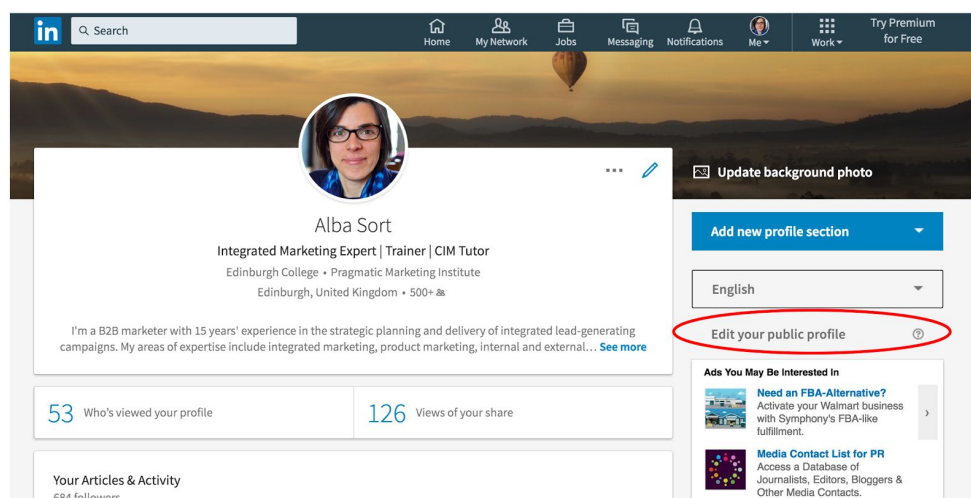 in
Search
Home
My Network
Jobs
Messaging
Notifications
Me
Work
Try Premium
for Free
Update background photo
Alba Sort
Integrated Marketing Expert | Trainer | CIM Tutor
Edinburgh College • Pragmatic Marketing Institute
Edinburgh, United Kingdom • 500+
I'm a B2B marketer with 15 years' experience in the strategic planning and delivery of integrated lead-generating
campaigns. My areas of expertise include integrated marketing, product marketing, internal and external… See more
53 Who's viewed your profile
126 Views of your share
Your Articles & Activity
684 followers
Add new profile section
English
Edit your public profile ?
Ads You May Be Interested In
Need an FBA-Alternative?
Activate your Walmart business
with Symphony's FBA-like
fulfillment.
Media Contact List for PR
Access a Database of
Journalists, Editors, Bloggers &
Other Media Contacts.